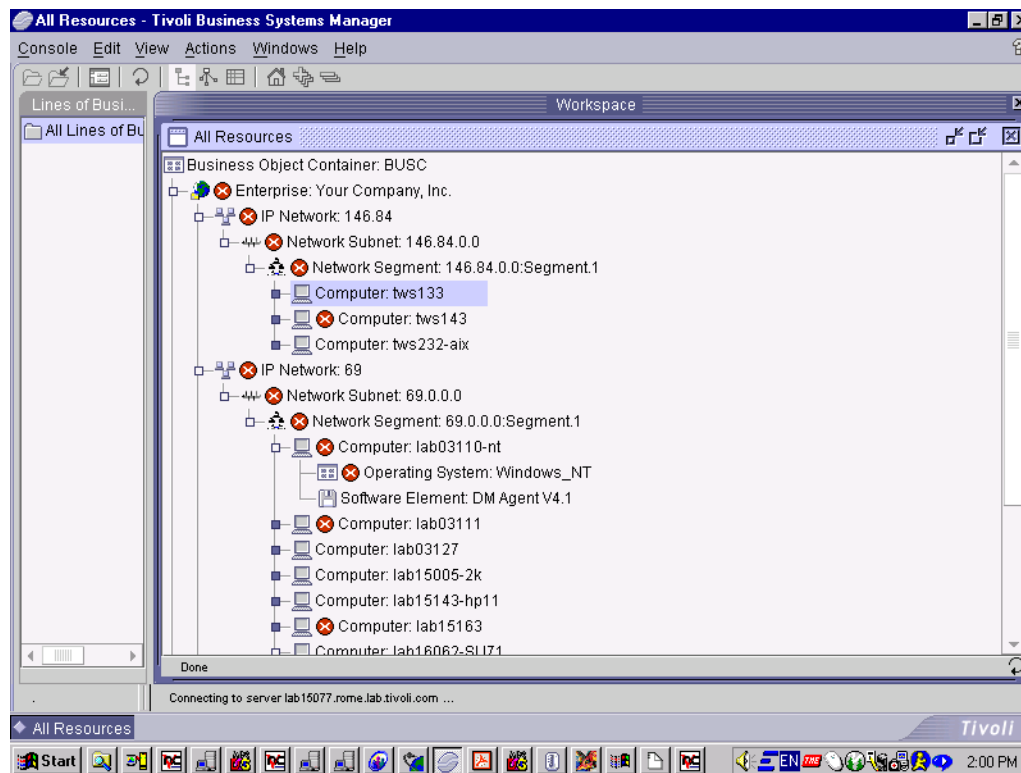 All Resources - Tivoli Business Systems Manager
Console Edit View Actions Windows Help
Lines of Busi...
Workspace
All Lines of Bu
All Resources
Business Object Container: BUSC
Enterprise: Your Company, Inc.
IP Network: 146.84
Network Subnet: 146.84.0.0
Network Segment: 146.84.0.0:Segment.1
Computer: tws133
Computer: tws143
Computer: tws232-aix
IP Network: 69
Network Subnet: 69.0.0.0
Network Segment: 69.0.0.0:Segment.1
Computer: lab03110-nt
Operating System: Windows_NT
Software Element: DM Agent V4.1
Computer: lab03111
Computer: lab03127
Computer: lab15005-2k
Computer: lab15143-hp11
Computer: lab15163
Computer: lab16062-SU71
Done
Connecting to server lab15077.rome.lab.tivoli.com ...
All Resources
Tivoli
Start
EN
2:00 PM